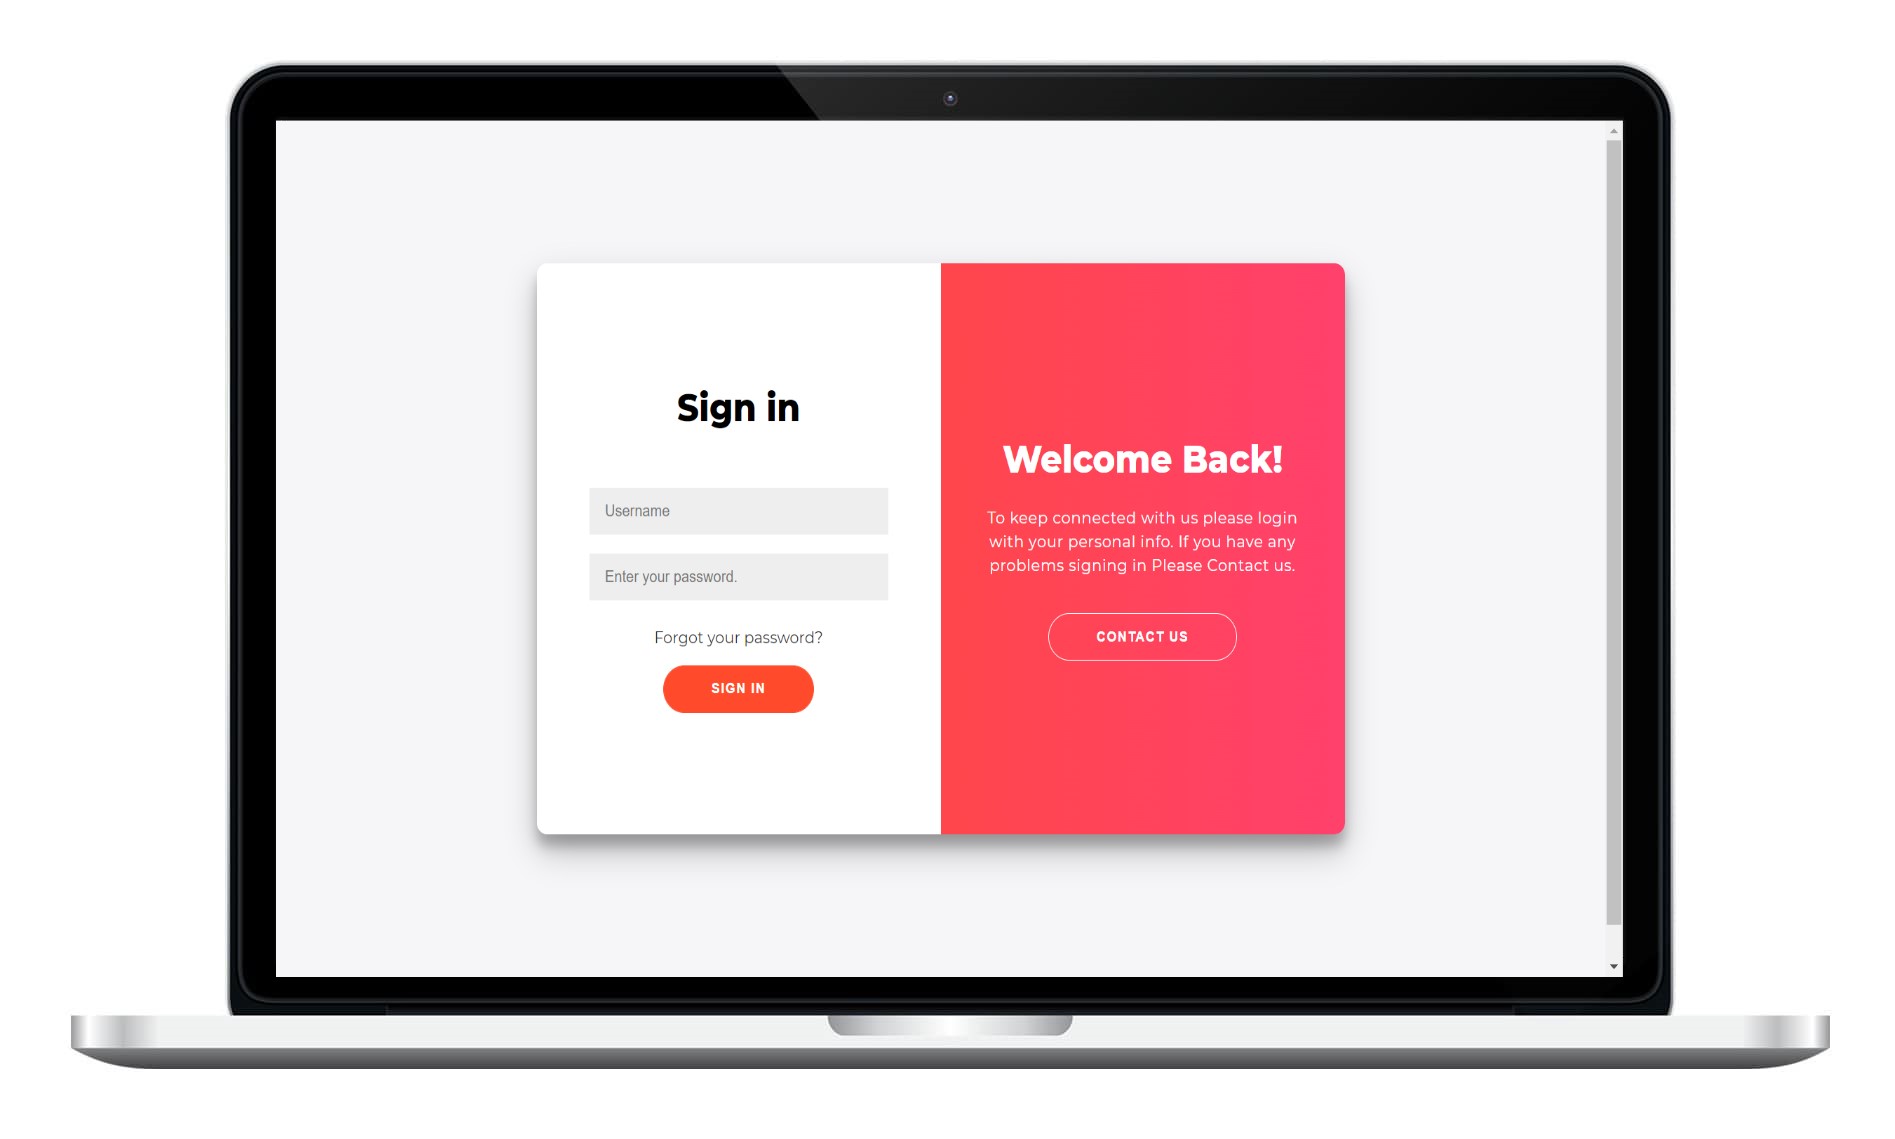 Sign in
Username
Enter your password.
Forgot your password?
SIGN IN
Welcome Back!
To keep connected with us please login
with your personal info. If you have any
problems signing in Please Contact us.
CONTACT US